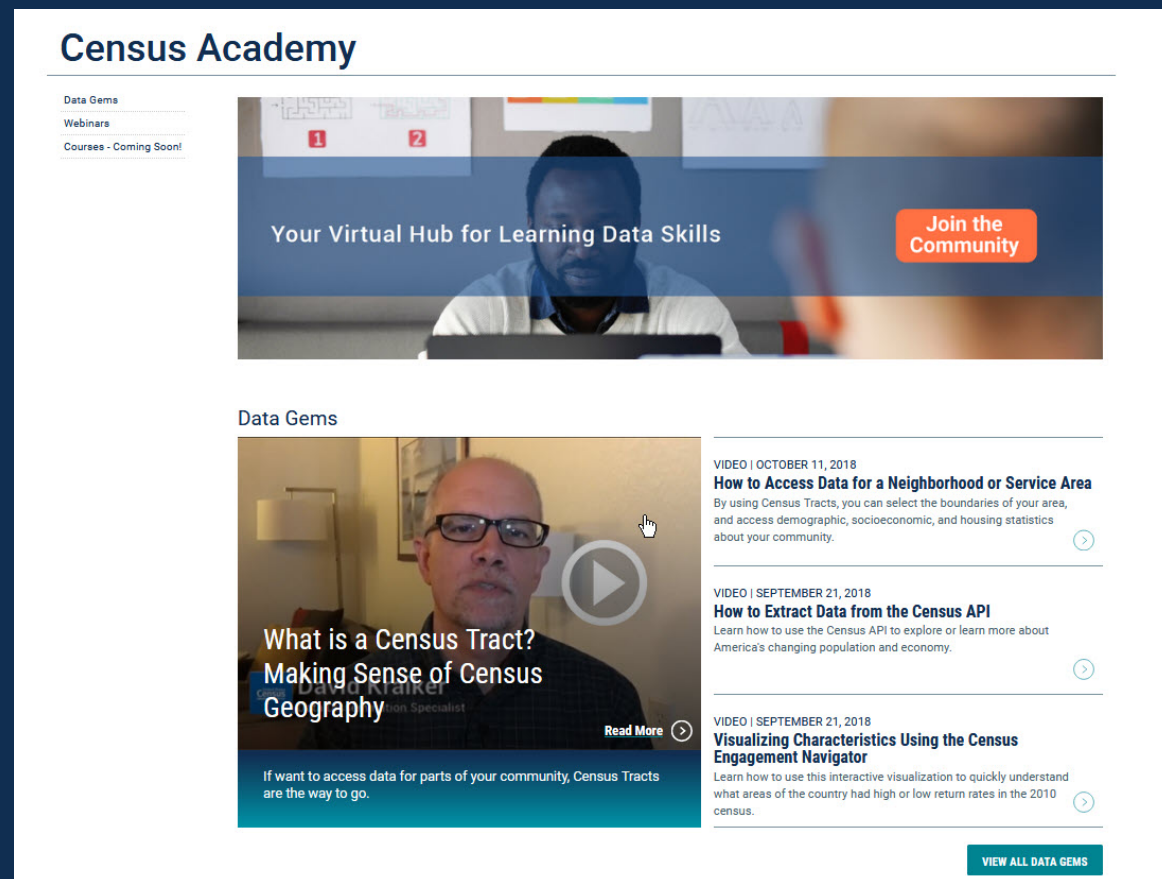 Census Academy
Data Gems
Webinars
Courses - Coming Soon!
1
2
Your Virtual Hub for Learning Data Skills
Join the
Community
Data Gems
What is a Census Tract?
Making Sense of Census
Geography
Census
David Kraiker
Specialist
Read More
If want to access data for parts of your community, Census Tracts
are the way to go.
VIDEO | OCTOBER 11, 2018
How to Access Data for a Neighborhood or Service Area
By using Census Tracts, you can select the boundaries of your area,
and access demographic, socioeconomic, and housing statistics
about your community.
VIDEO | SEPTEMBER 21, 2018
How to Extract Data from the Census API
Learn how to use the Census API to explore or learn more about
America's changing population and economy.
VIDEO | SEPTEMBER 21, 2018
Visualizing Characteristics Using the Census
Engagement Navigator
Learn how to use this interactive visualization to quickly understand
what areas of the country had high or low return rates in the 2010
census.
VIEW ALL DATA GEMS